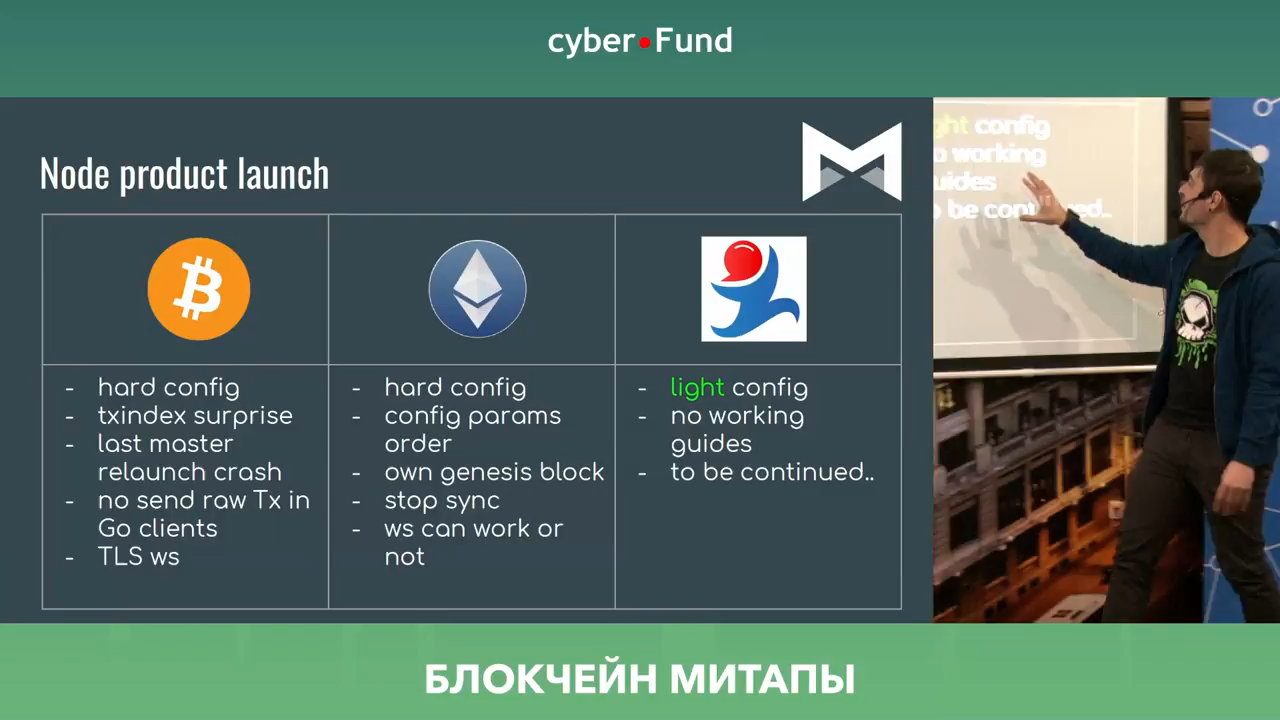 cyber•Fund
Node product launch
- hard config
- txindex surprise
- last master
relaunch crash
- no send raw Tx in
Go clients
- TLS ws
- hard config
- config params
order
- own genesis block
- stop sync
- ws can work or
not
- light config
- no working
guides
- to be continued..
config
working
БЛОКЧЕЙН МИТАПЫ